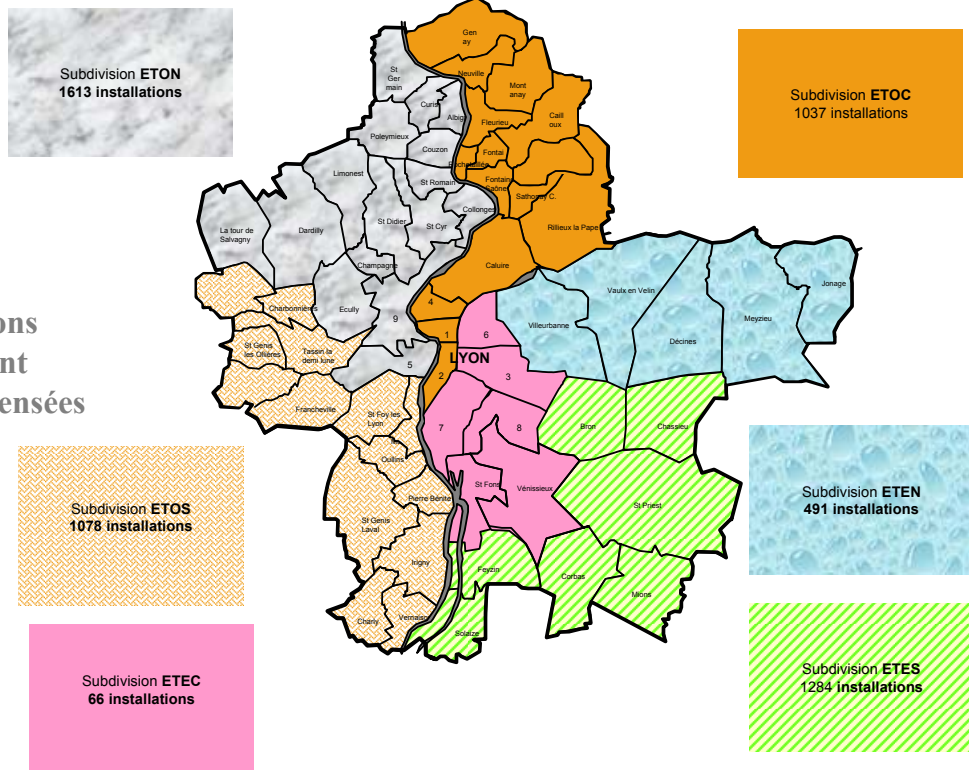 Subdivision ETON
1613 installations
Subdivision ETOC
1037 installations
Gen
ay
St
Ger
main
Neuville
Mont
anay
Curis
Albig
Fleurieu
Caill
oux
Poleymieux
Couzon
Fontai
Rochetaillée
Limonest
St Romain
Fontain
Saône
Sathonay C.
Collonges
La tour de
Salvagny
Dardilly
St Didier
St Cyr
Rillieux la Pape
Champagne
Caluire
Vaulx en Velin
Jonage
Charbonnières
Ecully
4
Meyzieu
9
Villeurbanne
1
6
Décines
St Genis
les Ollières
Tassin la
demi lune
LYON
5
2
3
ons
nt
ensées
Francheville
St Foy les
Lyon
7
8
Bron
Chassieu
Oullins
St Fons
Vénissieux
Pierre Bénite
St Priest
St Genis
Laval
Irigny
Feyzin
Corbas
Mions
Charly
Vernaison
Solaize
Subdivision ETOS
1078 installations
Subdivision ETEN
491 installations
Subdivision ETEC
66 installations
Subdivision ETES
1284 installations